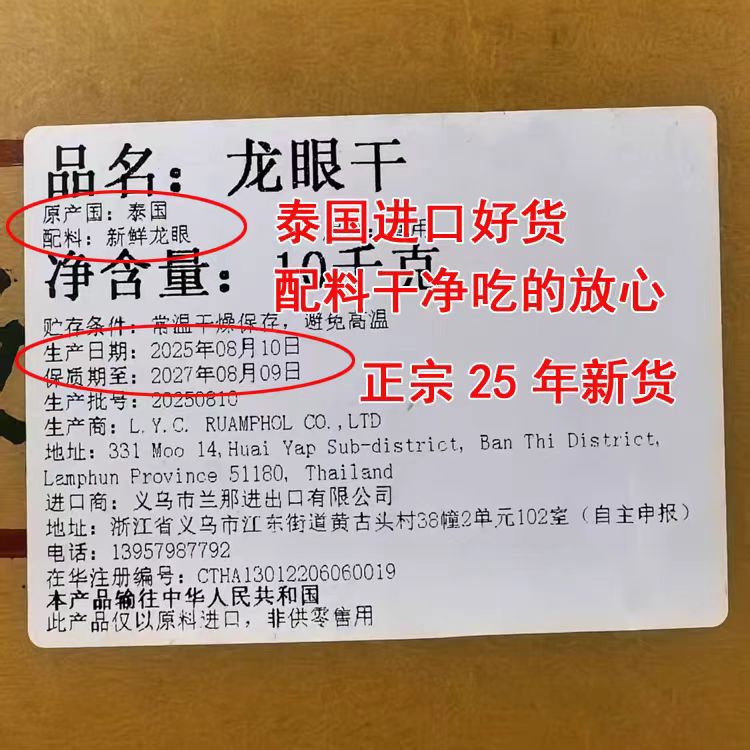 品名：龙眼干
原产国：泰国
配料：新鲜龙眼
用
泰国进口好货
净含量：10千克
配料干净吃的放心
贮存条件：常温干燥保存，避免高温
生产日期：2025年08月10日
保质期至：2027年08月09日
正宗25年新货
生产批号：20250810
生产商：L.Y.C. RUAMPHOL CO.,LTD
地址：331 Moo 14,Huai Yap Sub-district, Ban Thi District,
Lamphun Province 51180, Thailand
进口商：义乌市兰那进出口有限公司
地址：浙江省义乌市江东街道黄古头村38幢2单元102室（自主申报）
电话：13957987792
在华注册编号：CTHA13012206060019
本产品输往中华人民共和国
此产品仅以原料进口，非供零售用